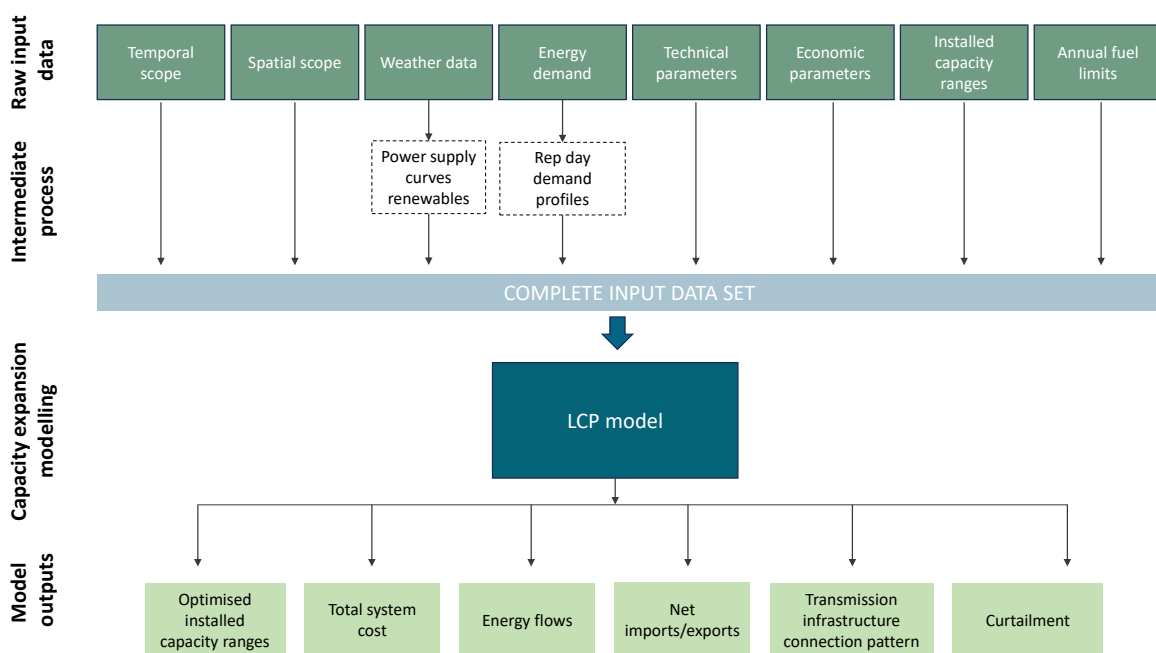 Raw input
data
Temporal
scope
Spatial scope
Weather data
Energy
demand
Technical
parameters
Economic
parameters
Installed
capacity
ranges
Annual fuel
limits
Intermediate
process
Power supply
curves
renewables
Rep day
demand
profiles
COMPLETE INPUT DATA SET
Capacity expansion
modelling
LCP model
Model
outputs
Optimised
installed
capacity ranges
Total system
cost
Energy flows
Net
imports/exports
Transmission
infrastructure
connection pattern
Curtailment